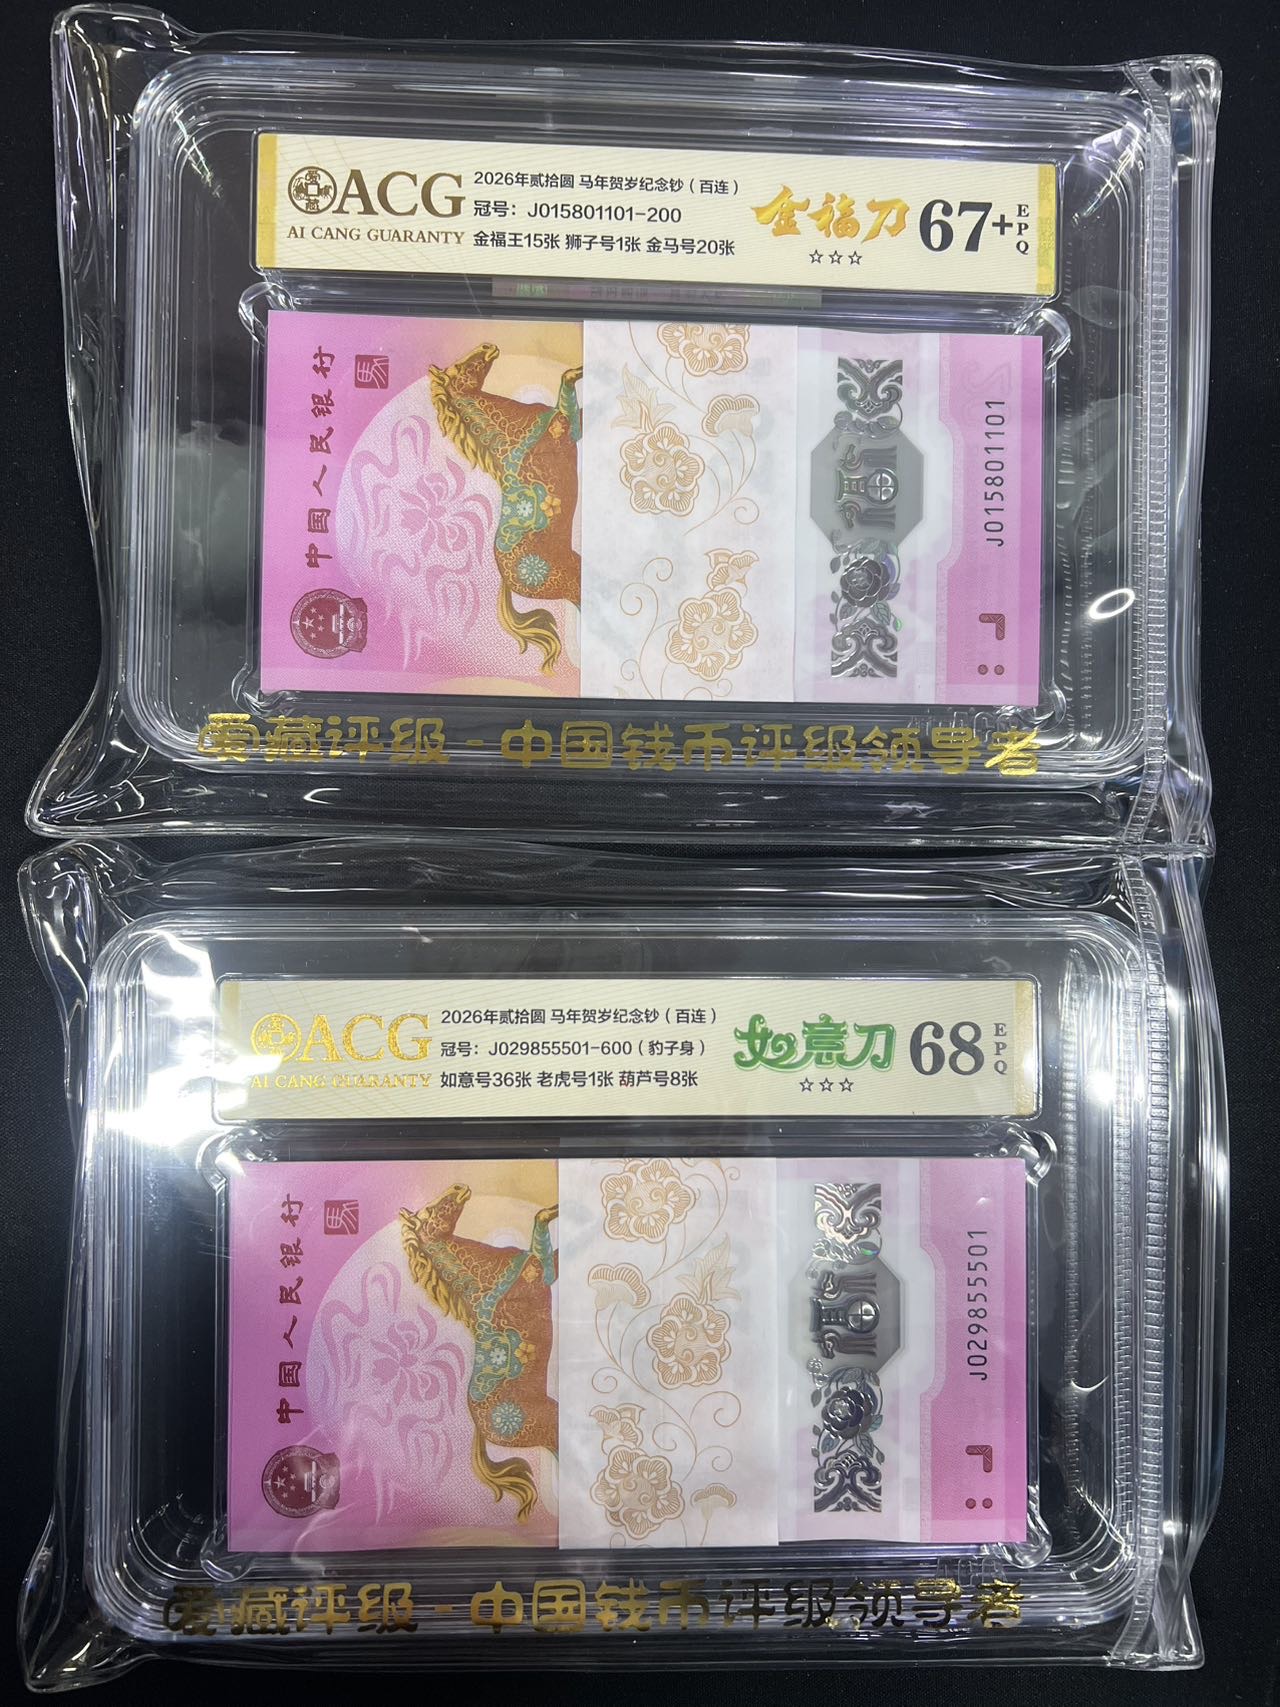 ACG
AI CANG GUARANTY
2026年贰拾圆 马年贺岁纪念钞（百连）
冠号：J015801101-200
金福王15张 狮子号1张 金马号20张
金福刀
☆☆☆
67+
EPQ
中国人民银行
馬
福
J015801101
爱藏评级-中国钱币评级领导者
ACG
AI CANG GUARANTY
2026年贰拾圆 马年贺岁纪念钞（百连）
冠号：J029855501-600（豹子身）
如意号36张 老虎号1张 葫芦号8张
如意刀
☆☆☆
68
EPQ
中国人民银行
馬
福
J029855501
爱藏评级-中国钱币评级领导者